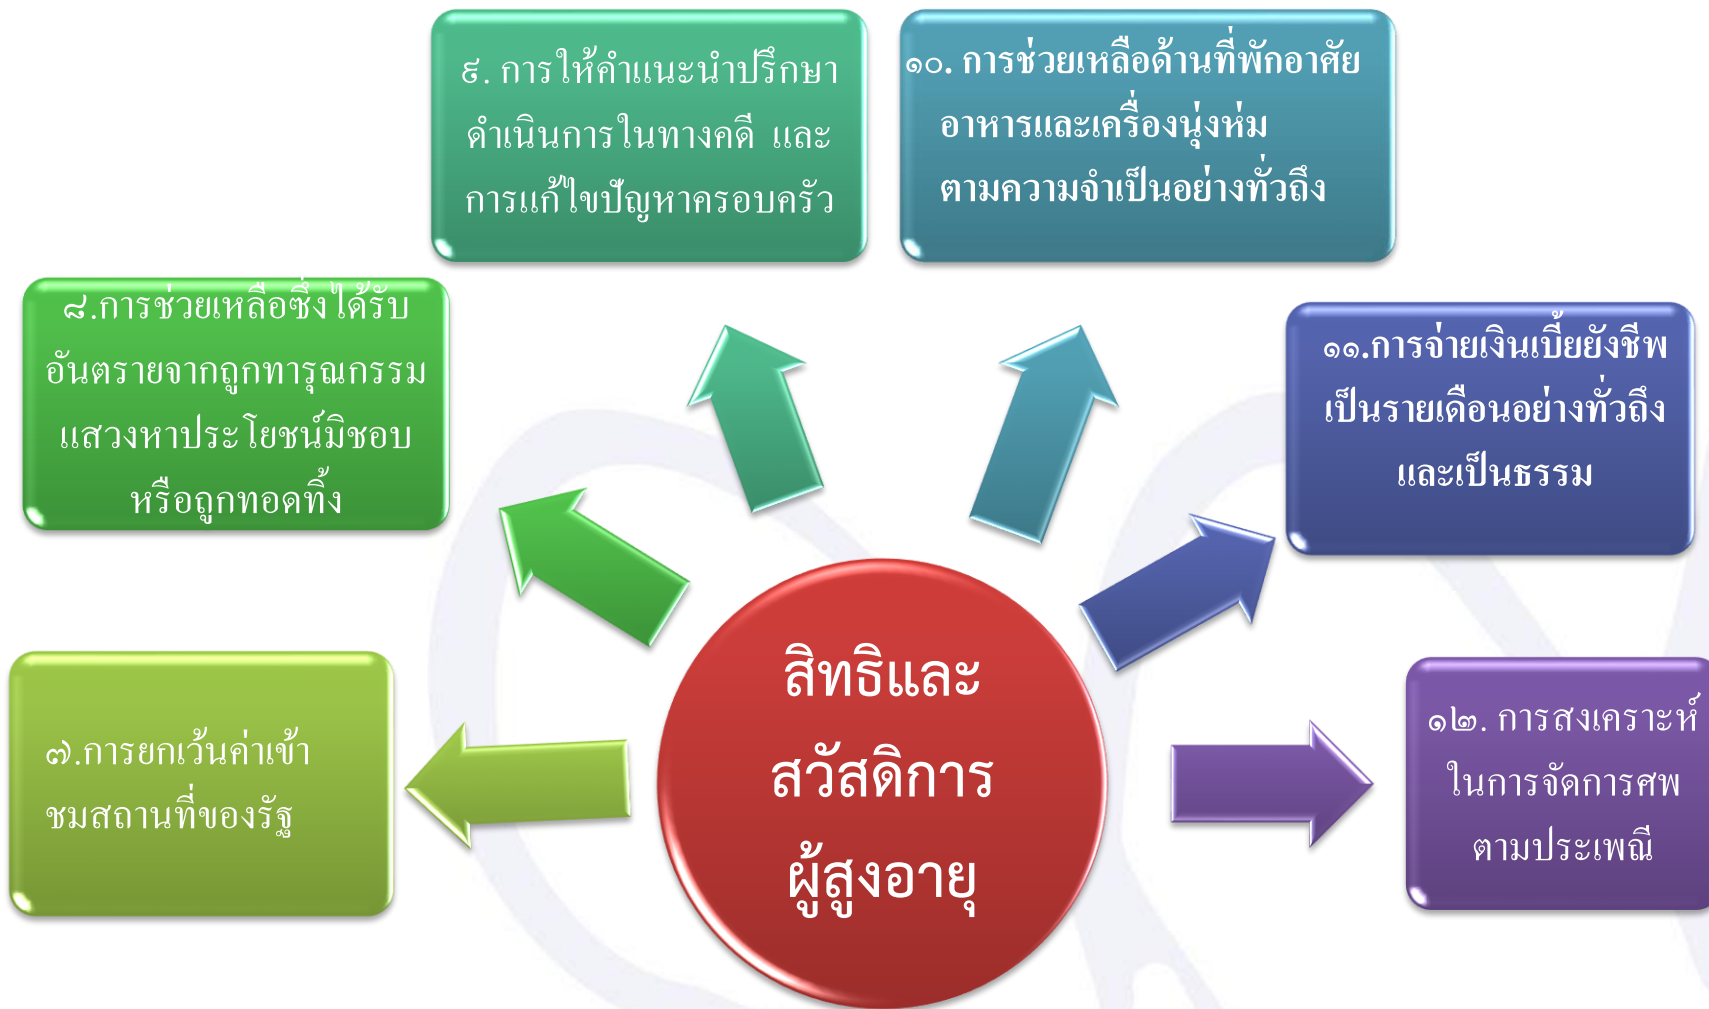 ๙. การให้คำแนะนำปรึกษา
ดำเนินการในทางคดี และ
การแก้ไขปัญหาครอบครัว
๑๐. การช่วยเหลือด้านที่พักอาศัย
อาหารและเครื่องนุ่งห่ม
ตามความจำเป็นอย่างทั่วถึง
๘.การช่วยเหลือซึ่งได้รับ
อันตรายจากถูกทารุณกรรม
แสวงหาประโยชน์มิชอบ
หรือถูกทอดทิ้ง
๑๑.การจ่ายเงินเบี้ยยังชีพ
เป็นรายเดือนอย่างทั่วถึง
และเป็นธรรม
๗.การยกเว้นค่าเข้า
ชมสถานที่ของรัฐ
สิทธิและ
สวัสดิการ
ผู้สูงอายุ
๑๒. การสงเคราะห์
ในการจัดการศพ
ตามประเพณี